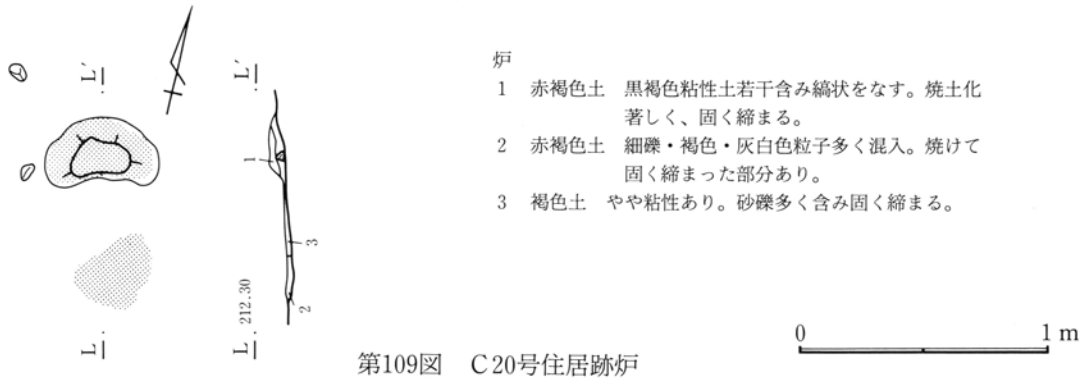 L′
L′
炉
1 赤褐色土 黒褐色粘性土若干含み縞状をなす。焼土化
著しく、固く締まる。
2 赤褐色土 細礫・褐色・灰白色粒子多く混入。焼けて
固く締まった部分あり。
3 褐色土 やや粘性あり。砂礫多く含み固く締まる。
1
3
2
212.30
L
L
0 1 m
第109図 C20号住居跡炉